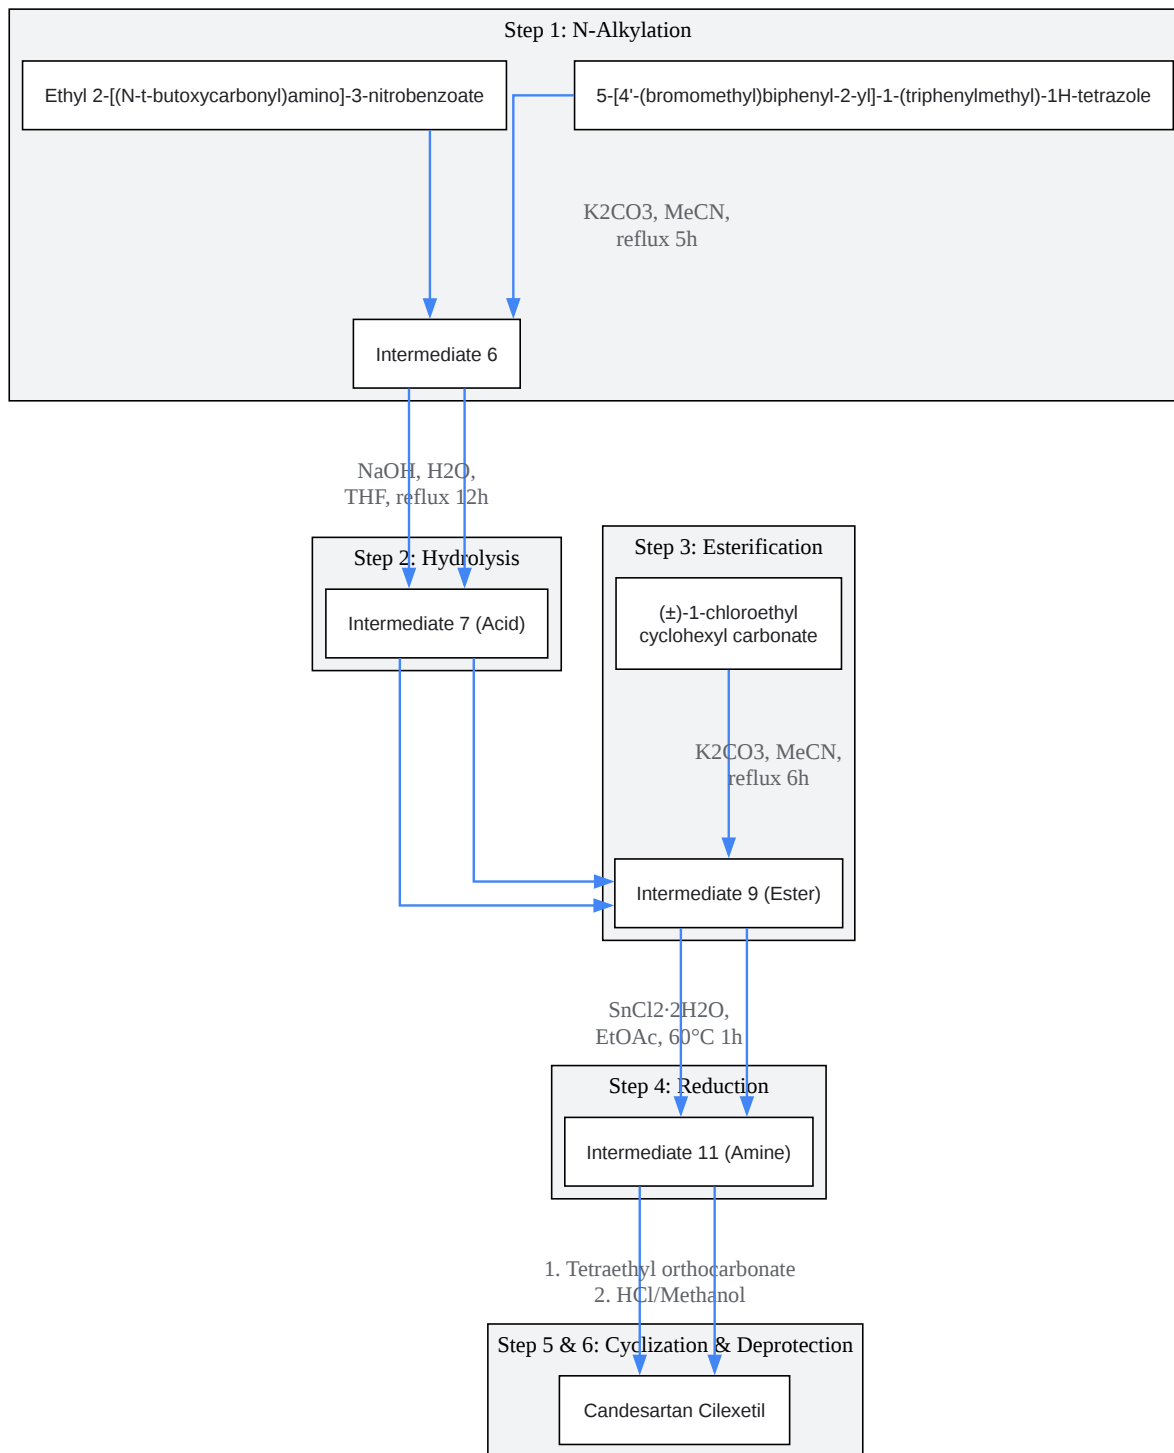 Step 1: N-Alkylation
Ethyl 2-[(N-t-butoxycarbonyl)amino]-3-nitrobenzoate
5-[4'-(bromomethyl)biphenyl-2-yl]-1-(triphenylmethyl)-1H-tetrazole
K2CO3, MeCN,
reflux 5h
Intermediate 6
NaOH, H2O,
THF, reflux 12h
Step 2: Hydrolysis
Intermediate 7 (Acid)
Step 3: Esterification
(±)-1-chloroethyl
cyclohexyl carbonate
K2CO3, MeCN,
reflux 6h
Intermediate 9 (Ester)
SnCl2·2H2O,
EtOAc, 60°C 1h
Step 4: Reduction
Intermediate 11 (Amine)
1. Tetraethyl orthocarbonate
2. HCl/Methanol
Step 5 & 6: Cyclization & Deprotection
Candesartan Cilexetil